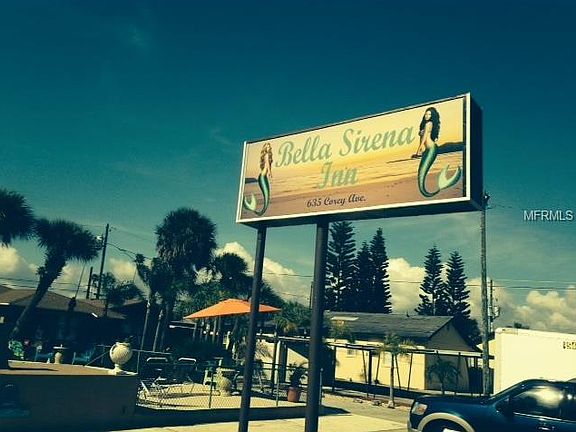 Bella Sirena
Inn
635 Corey Ave.
MFRMLS